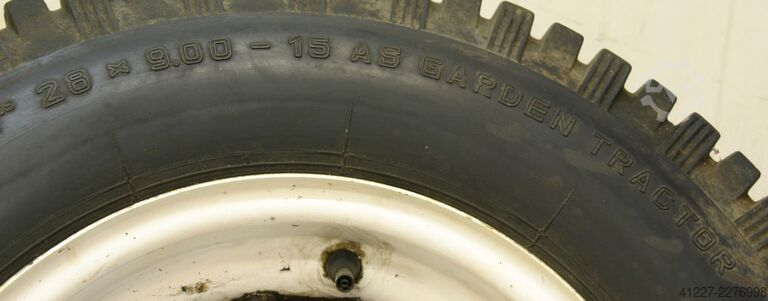 28 x 9.00 - 15 AS GARDEN TRACTOR
41227-2276998